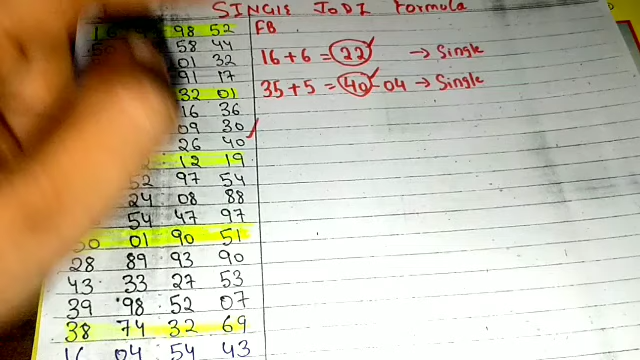 SINGLE JODI Formula
16 98 52 FB
58 44
01 32 16 + 6 = 22 → Single
91 17
32 01 35 + 5 = 40 - 04 → Single
16 36
09 30
26 40
12 19
52 97 54
24 08 88
54 47 97
01 90 51
28 89 93 90
43 33 27 53
39 98 52 07
38 74 32 69
16 04 54 43